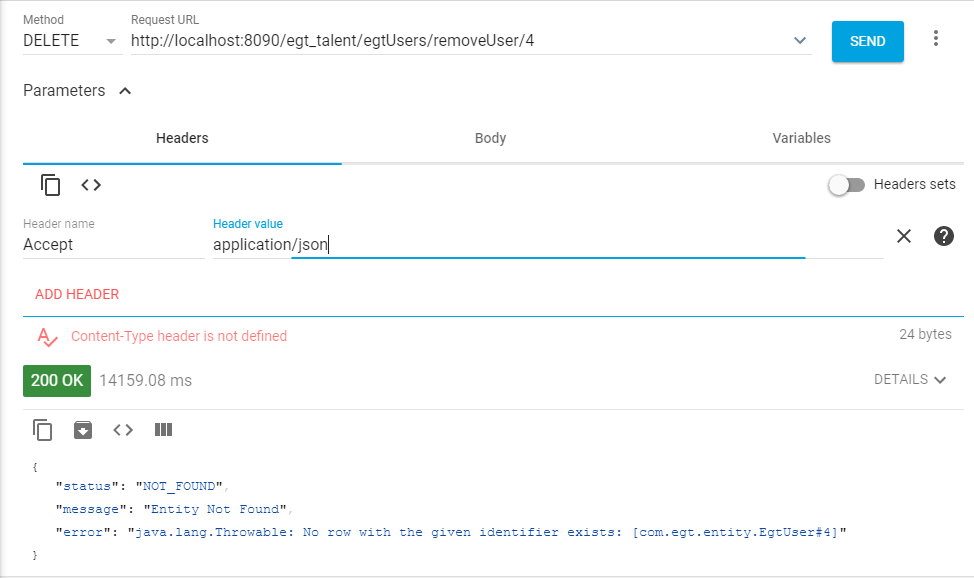 Method
Request URL
DELETE
http://localhost:8090/egt_talent/egtUsers/removeUser/4
SEND
Parameters
Headers
Body
Variables
Headers sets
Header name
Header value
Accept
application/json
ADD HEADER
Content-Type header is not defined
24 bytes
200 OK
14159.08 ms
DETAILS
{
"status": "NOT_FOUND",
"message": "Entity Not Found",
"error": "java.lang.Throwable: No row with the given identifier exists: [com.egt.entity.EgtUser#4]"
}